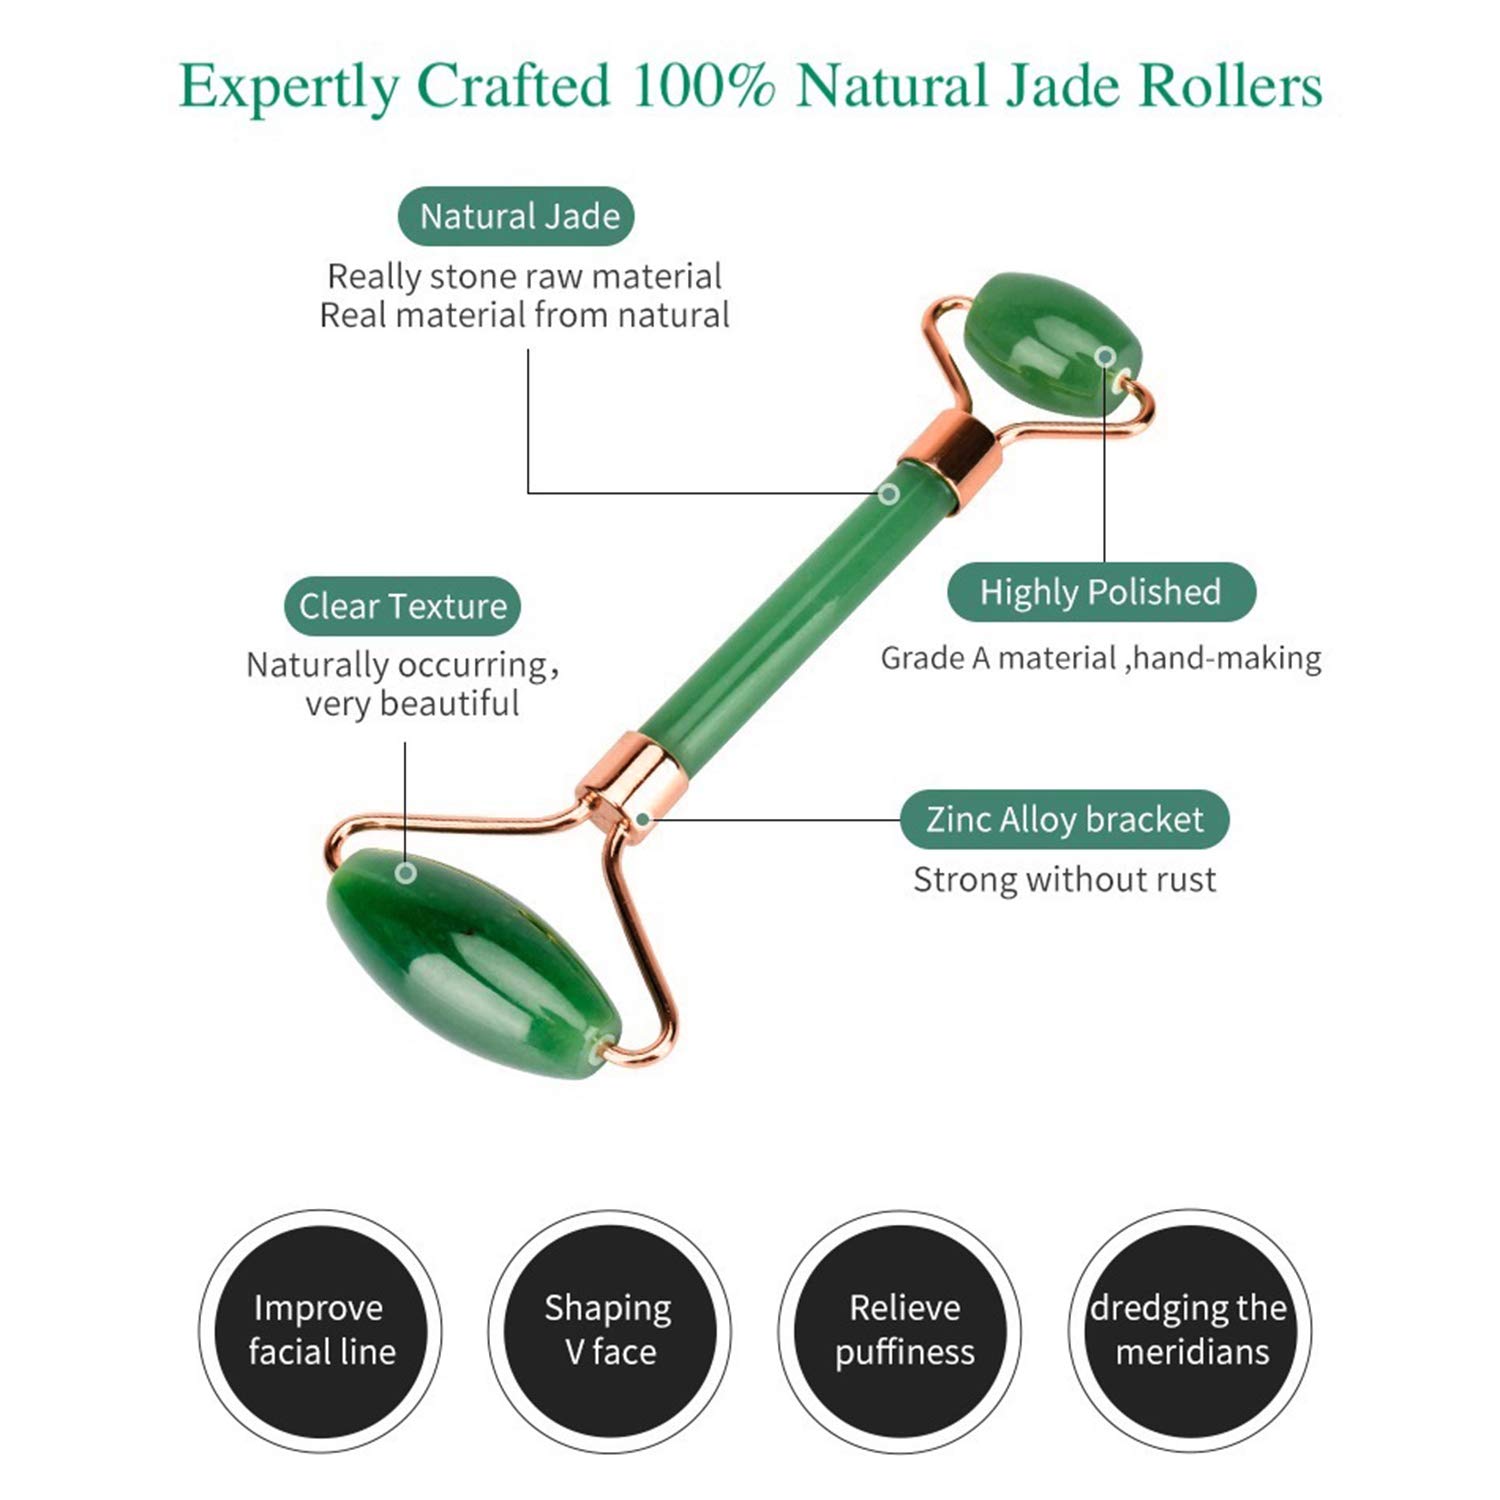 Expertly Crafted 100% Natural Jade Rollers
Natural Jade
Really stone raw material
Real material from natural
Highly Polished
Grade A material ,hand-making
Clear Texture
Naturally occurring,
very beautiful
Zinc Alloy bracket
Strong without rust
Improve
facial line
Shaping
V face
Relieve
puffiness
dredging the
meridians